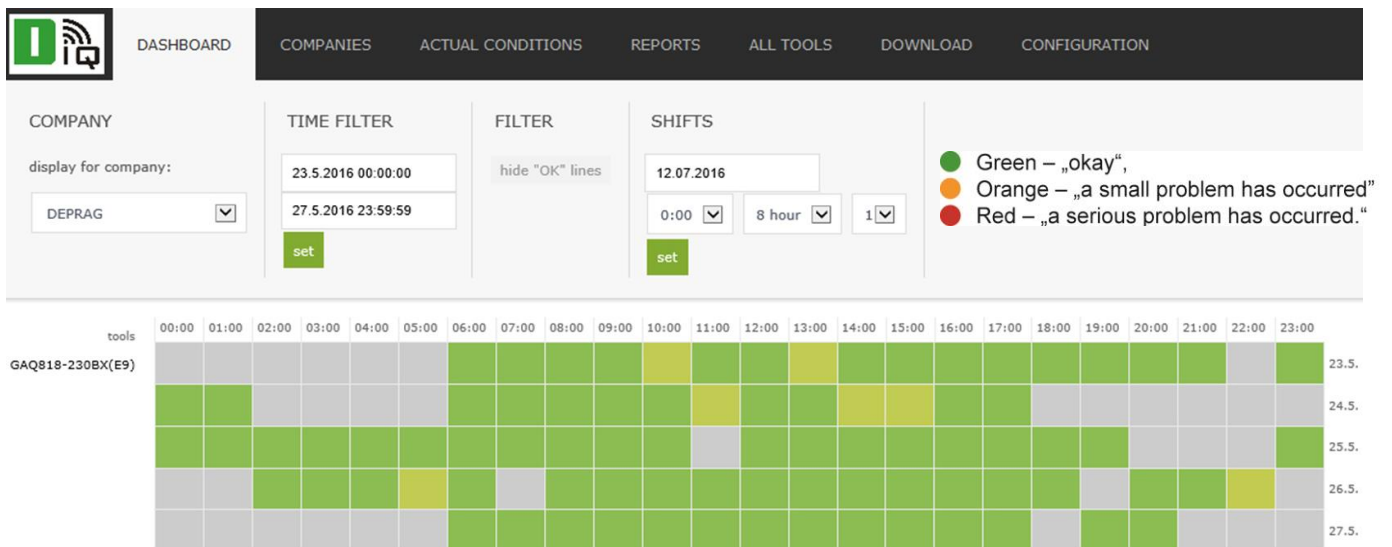 D iQ
DASHBOARD COMPANIES ACTUAL CONDITIONS REPORTS ALL TOOLS DOWNLOAD CONFIGURATION
COMPANY TIME FILTER FILTER SHIFTS
display for company: 23.5.2016 00:00:00 hide "OK" lines 12.07.2016
DEPRAG 27.5.2016 23:59:59 0:00 8 hour 1
set set
Green – „okay“,
Orange – „a small problem has occurred”
Red – „a serious problem has occurred.“
tools 00:00 01:00 02:00 03:00 04:00 05:00 06:00 07:00 08:00 09:00 10:00 11:00 12:00 13:00 14:00 15:00 16:00 17:00 18:00 19:00 20:00 21:00 22:00 23:00
GAQ818-230BX(E9) 23.5.
24.5.
25.5.
26.5.
27.5.